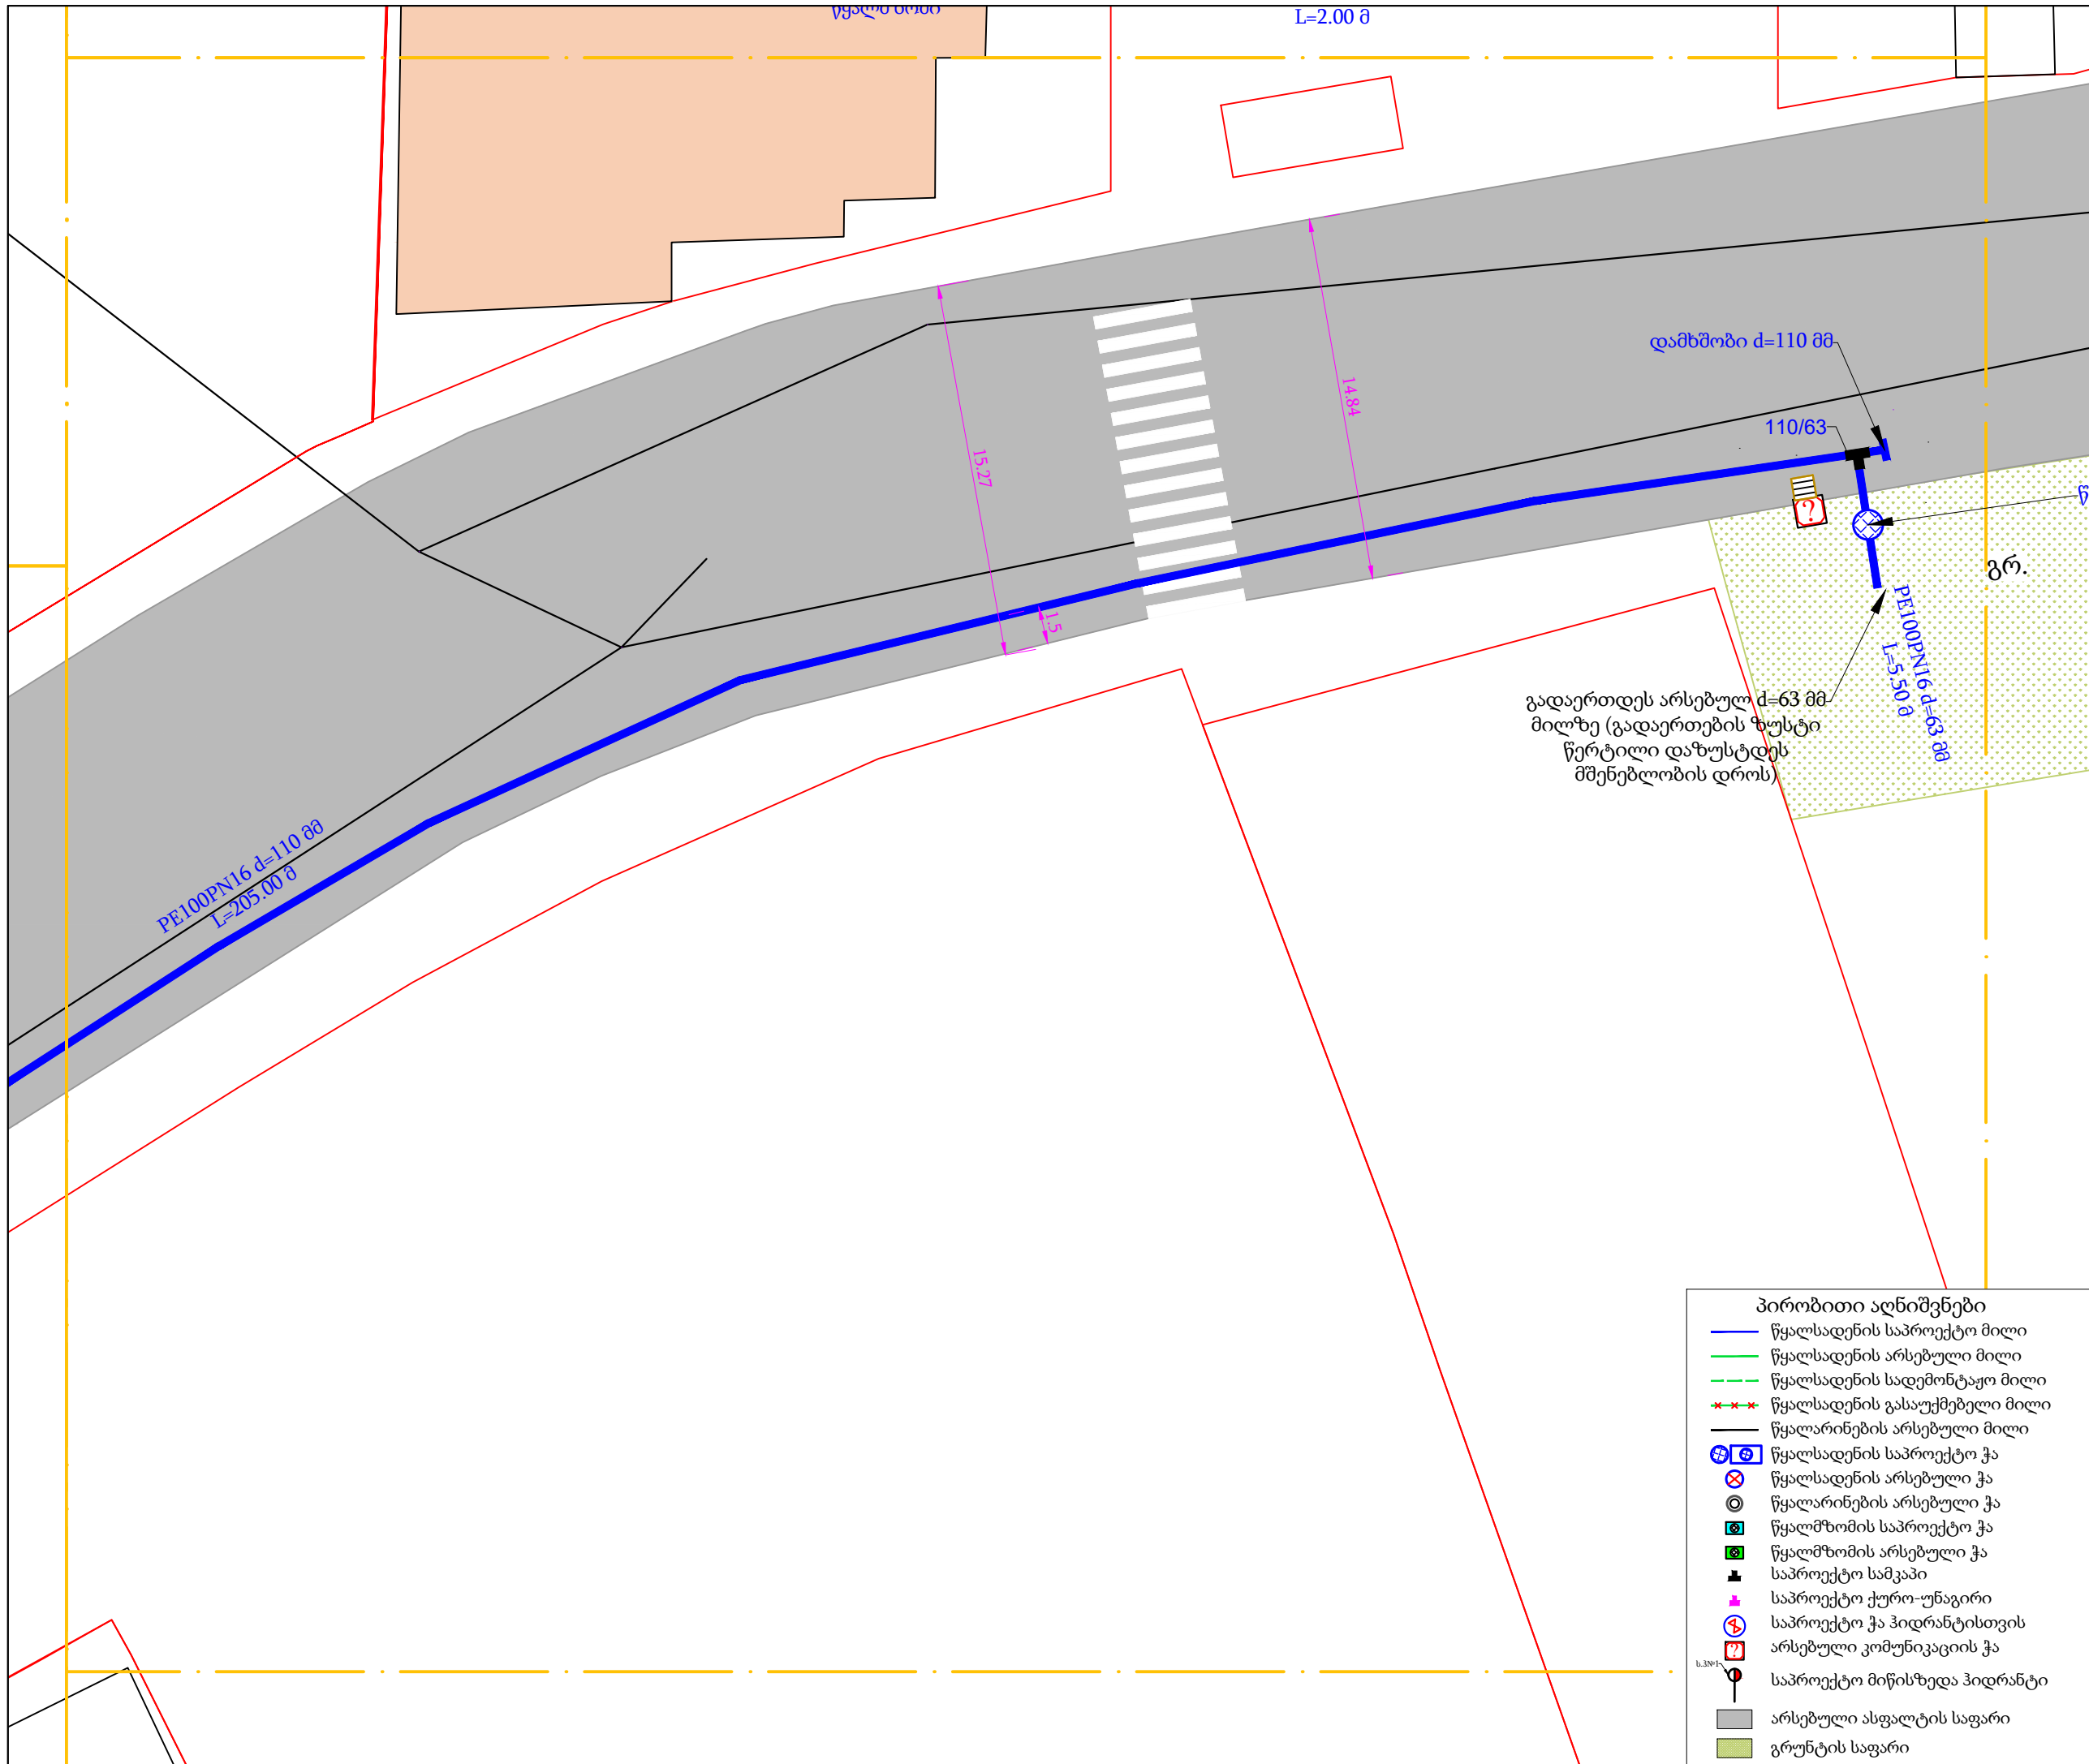 L=2.00 მ
დამხშობი d=110 მმ
110/63
14.84
15.27
1.5
გრ.
PE100PN16 d=63 მმ
L=5.50 მ
გადაერთდეს არსებულ d=63 მმ
მილზე (გადაერთების ზუსტი
წერტილი დაზუსტდეს
მშენებლობის დროს)
PE100PN16 d=110 მმ
L=205.00 მ
პირობითი აღნიშვნები
წყალსადენის საპროექტო მილი
წყალსადენის არსებული მილი
წყალსადენის სადემონტაჟო მილი
წყალსადენის გასაუქმებელი მილი
წყალარინების არსებული მილი
წყალსადენის საპროექტო ჭა
წყალსადენის არსებული ჭა
წყალარინების არსებული ჭა
წყალმზომის საპროექტო ჭა
წყალმზომის არსებული ჭა
საპროექტო სამკაპი
საპროექტო ქურო-უნაგირი
საპროექტო ჭა ჰიდრანტისთვის
არსებული კომუნიკაციის ჭა
საპროექტო მიწისზედა ჰიდრანტი
არსებული ასფალტის საფარი
გრუნტის საფარი